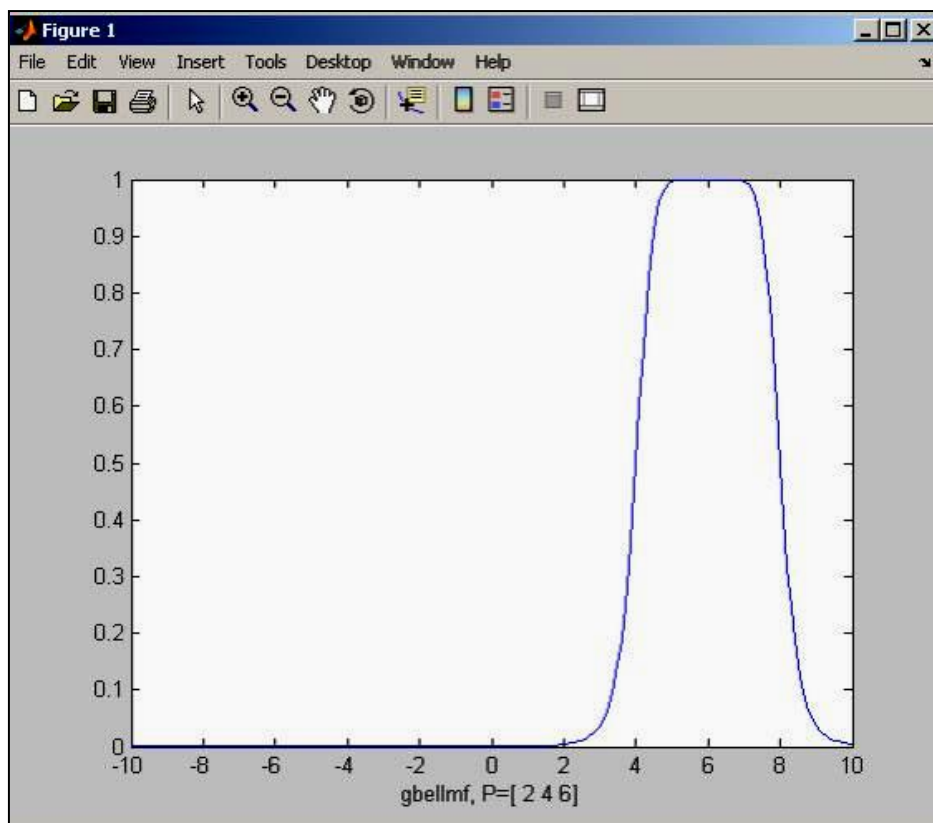 Figure 1
File Edit View Insert Tools Desktop Window Help
1
0.9
0.8
0.7
0.6
0.5
0.4
0.3
0.2
0.1
0
-10 -8 -6 -4 -2 0 2 4 6 8 10
gbellmf, P=[ 2 4 6]